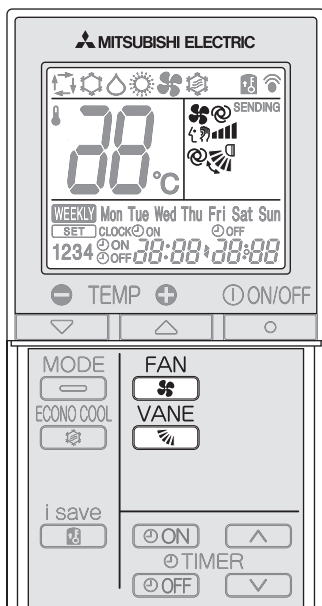 MITSUBISHI ELECTRIC
SENDING
88 °C
WEEKLY Mon Tue Wed Thu Fri Sat Sun
SET CLOCK ON OFF
1234 ON 88:88 88:88
OFF
TEMP ON/OFF
MODE FAN
ECONO COOL VANE
i save
ON
TIMER
OFF